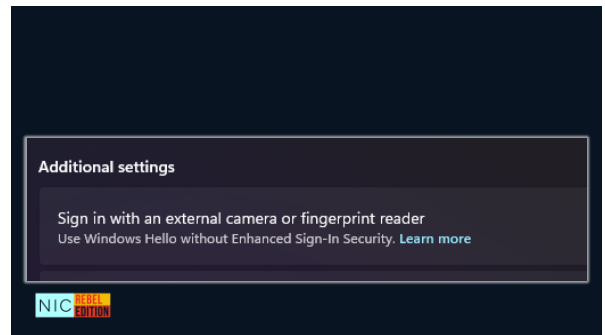 Additional settings
Sign in with an external camera or fingerprint reader
Use Windows Hello without Enhanced Sign-In Security. Learn more
NIC REBEL EDITION